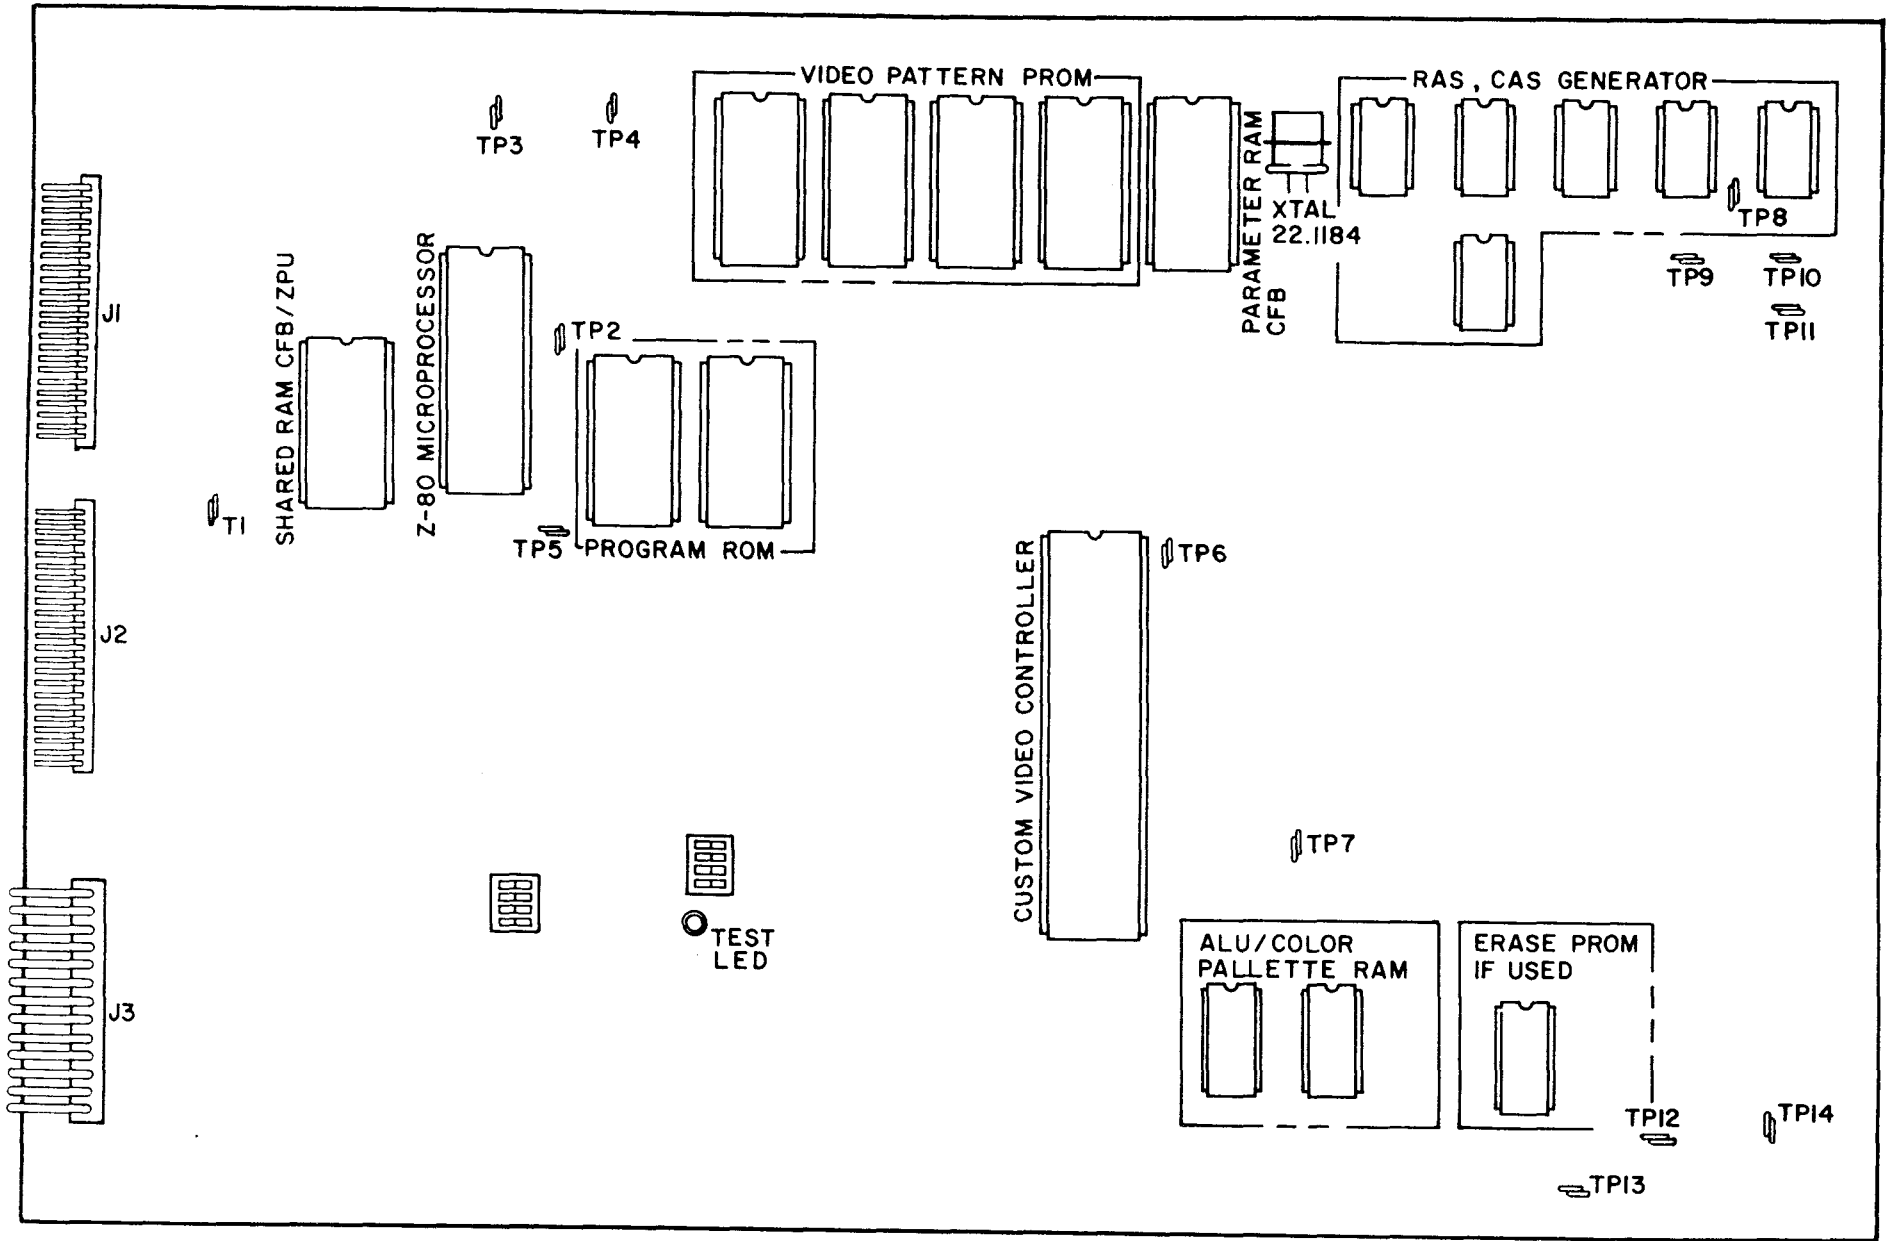 VIDEO PATTERN PROM
RAS, CAS GENERATOR
TP3
TP4
PARAMETER RAM
CFB
XTAL
22.1184
TP8
TP9
TP10
TP11
J1
SHARED RAM CFB/ZPU
Z-80 MICROPROCESSOR
TP2
T1
TP5
PROGRAM ROM
TP6
J2
CUSTOM VIDEO CONTROLLER
TP7
TEST
LED
ALU/COLOR
PALLETTE RAM
ERASE PROM
IF USED
J3
TP12
TP14
TP13